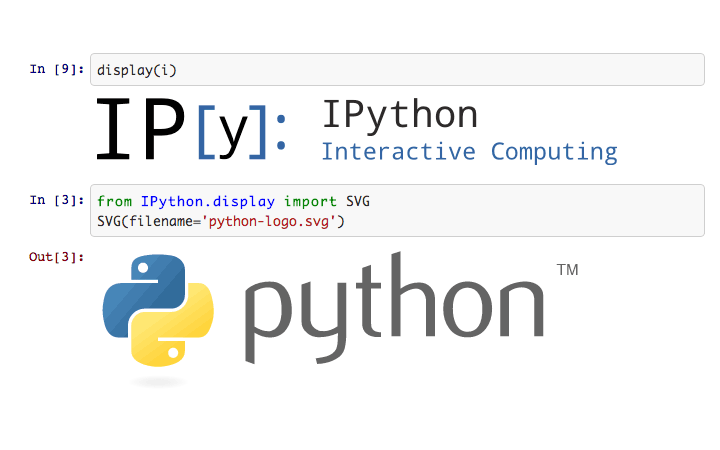 In [9]: display(i)
IP[y]: IPython
Interactive Computing
In [3]: from IPython.display import SVG
SVG(filename='python-logo.svg')
Out[3]:
python TM